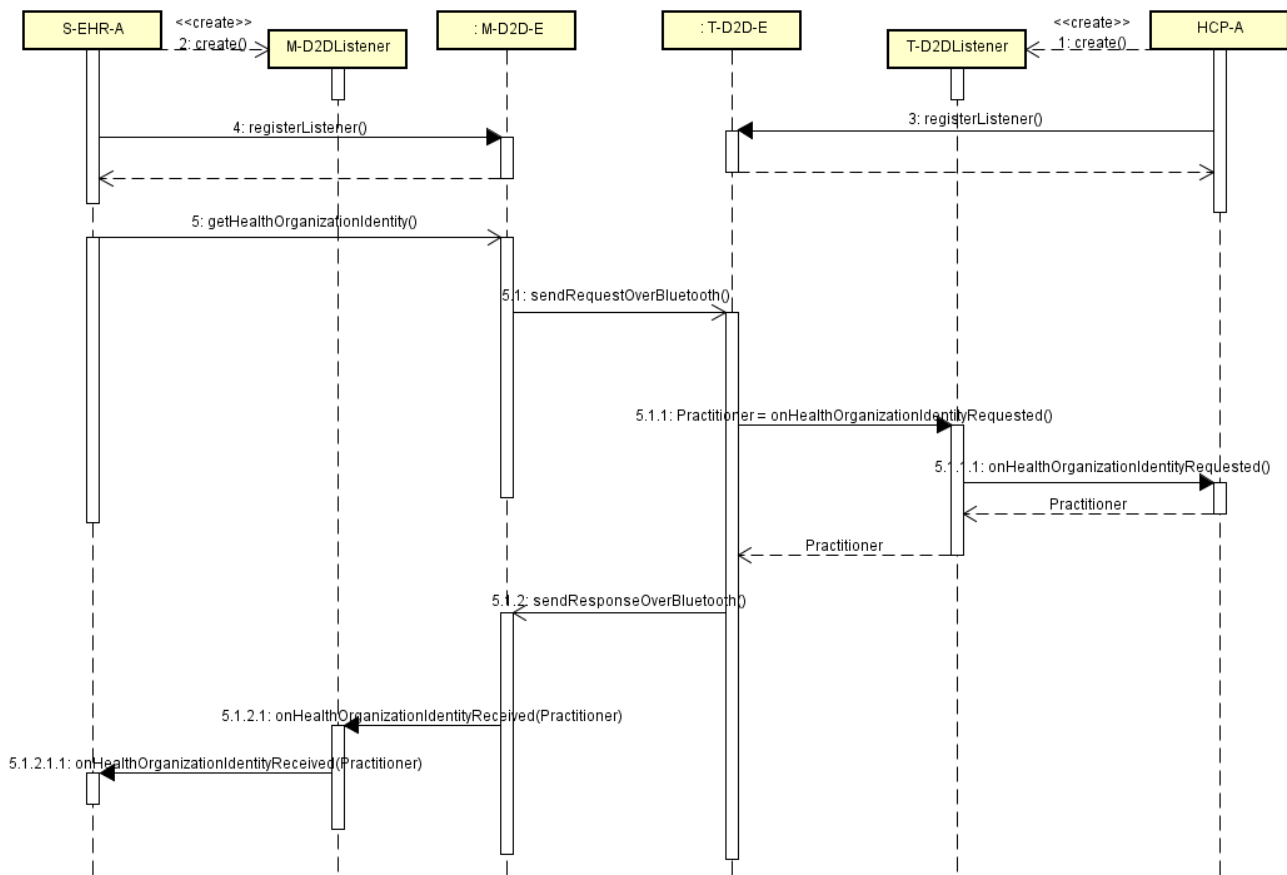 S-EHR-A
<<create>>
2: create()
M-D2DListener
: M-D2D-E
: T-D2D-E
T-D2DListener
<<create>>
1: create()
HCP-A
4: registerListener()
3: registerListener()
5: getHealthOrganizationIdentity()
5.1: sendRequestOverBluetooth()
5.1.1: Practitioner = onHealthOrganizationIdentityRequested()
5.1.1.1: onHealthOrganizationIdentityRequested()
Practitioner
Practitioner
5.1.2: sendResponseOverBluetooth()
5.1.2.1: onHealthOrganizationIdentityReceived(Practitioner)
5.1.2.1.1: onHealthOrganizationIdentityReceived(Practitioner)